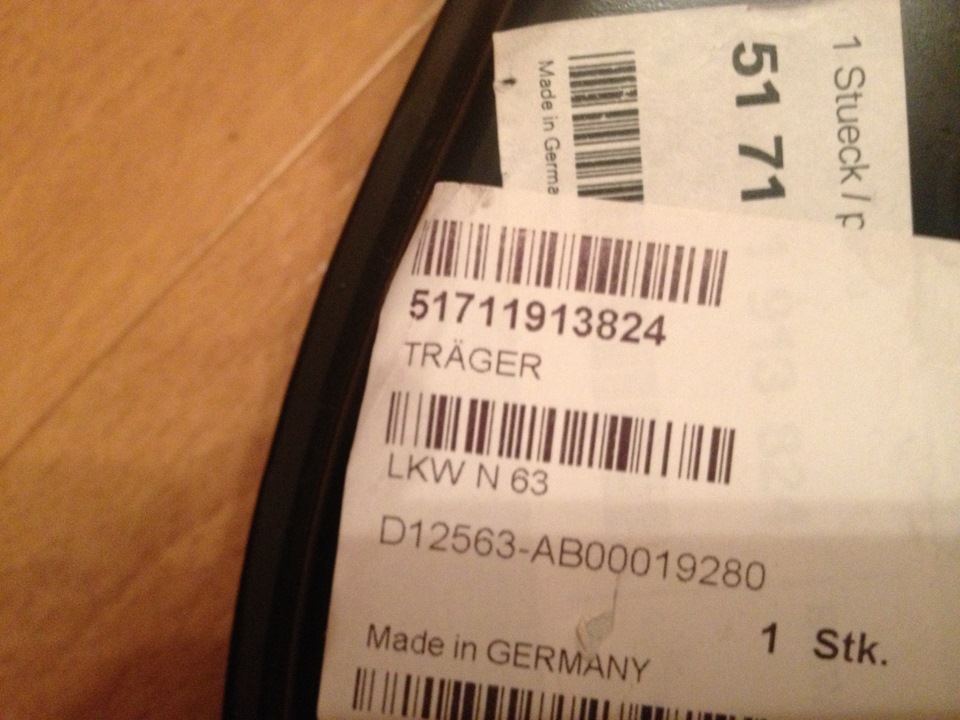 1 Stueck / p
51 71
Made in Germa
51711913824
TRÄGER
LKW N 63
D12563-AB00019280
1 Stk.
Made in GERMANY